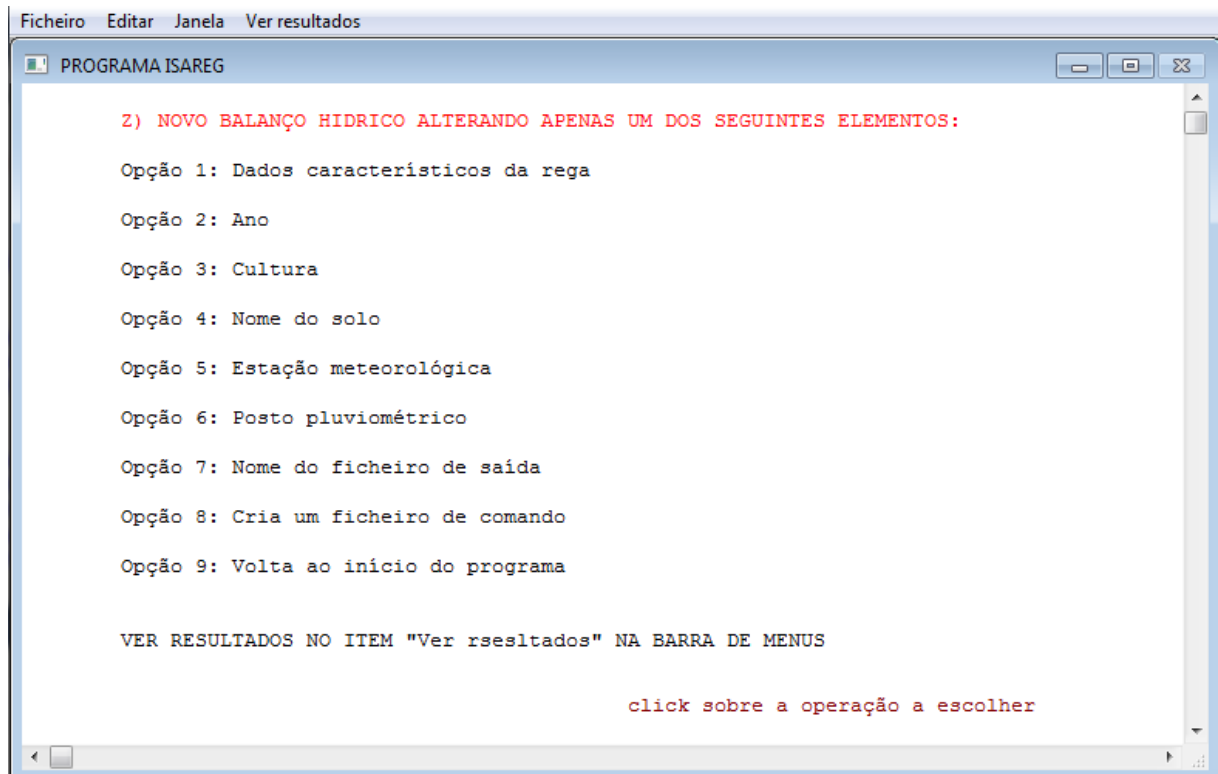 Ficheiro Editar Janela Ver resultados
PROGRAMA ISAREG
Z) NOVO BALANÇO HIDRICO ALTERANDO APENAS UM DOS SEGUINTES ELEMENTOS:
Opção 1: Dados característicos da rega
Opção 2: Ano
Opção 3: Cultura
Opção 4: Nome do solo
Opção 5: Estação meteorológica
Opção 6: Posto pluviométrico
Opção 7: Nome do ficheiro de saída
Opção 8: Cria um ficheiro de comando
Opção 9: Volta ao início do programa
VER RESULTADOS NO ITEM "Ver rsesltados" NA BARRA DE MENUS
click sobre a operação a escolher